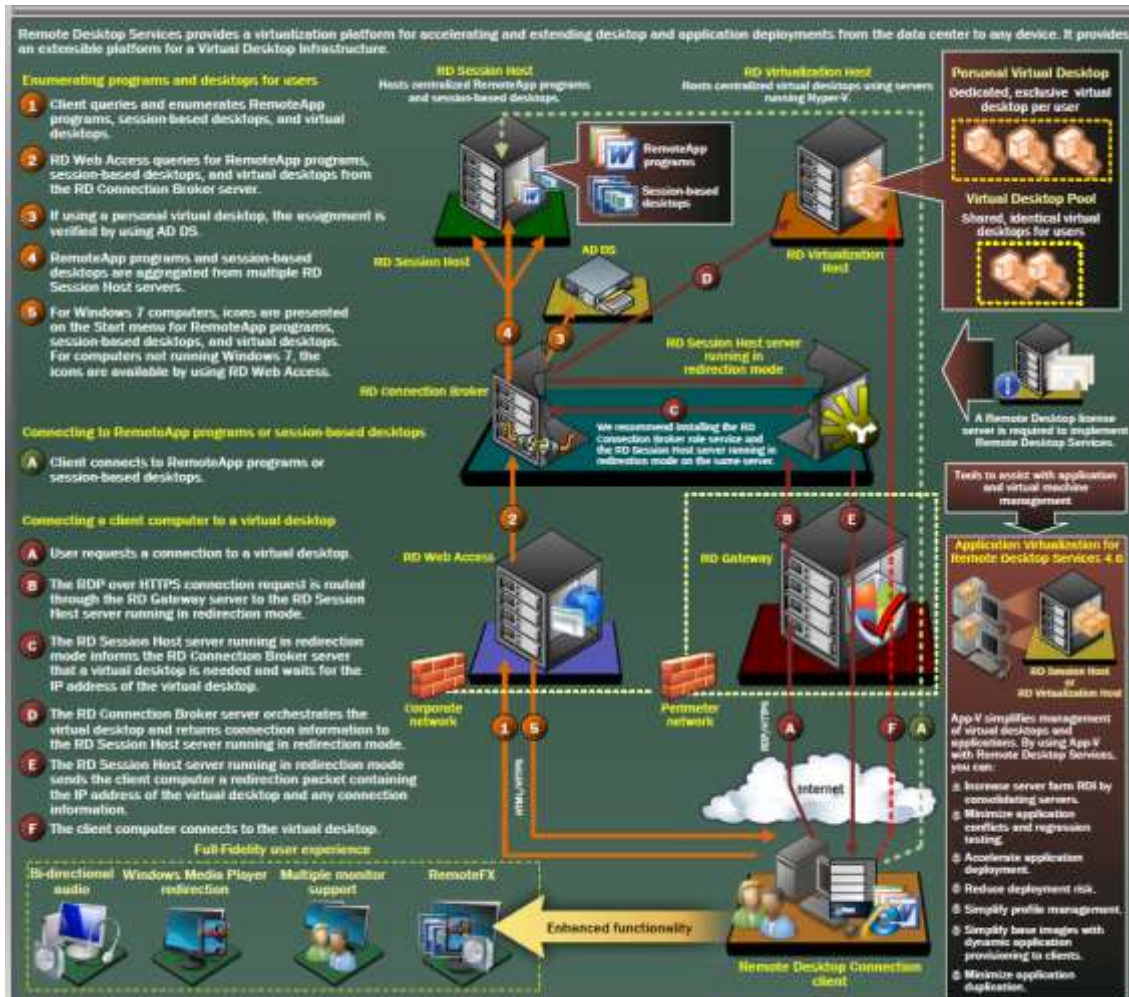 Remote Desktop Services provides a virtualization platform for accelerating and extending desktop and application deployments from the data center to any device. It provides
an extensible platform for a Virtual Desktop Infrastructure.
Enumerating programs and desktops for users
1 Client queries and enumerates RemoteApp
programs, session-based desktops, and virtual
desktops.
2 RD Web Access queries for RemoteApp programs,
session-based desktops, and virtual desktops from
the RD Connection Broker server.
3 If using a personal virtual desktop, the assignment is
verified by using AD DS.
4 RemoteApp programs and session-based
desktops are aggregated from multiple RD
Session Host servers.
5 For Windows 7 computers, icons are presented
on the Start menu for RemoteApp programs,
session-based desktops, and virtual desktops.
For computers not running Windows 7, the
icons are available by using RD Web Access.
Connecting to RemoteApp programs or session-based desktops
A Client connects to RemoteApp programs or
session-based desktops.
Connecting a client computer to a virtual desktop
A User requests a connection to a virtual desktop.
B The RDP over HTTPS connection request is routed
through the RD Gateway server to the RD Session
Host server running in redirection mode.
C The RD Session Host server running in redirection
mode informs the RD Connection Broker server
that a virtual desktop is needed and waits for the
IP address of the virtual desktop.
D The RD Connection Broker server orchestrates the
virtual desktop and returns connection information to
the RD Session Host server running in redirection mode.
E The RD Session Host server running in redirection mode
sends the client computer a redirection packet containing
the IP address of the virtual desktop and any connection
information.
F The client computer connects to the virtual desktop.
Full-Fidelity user experience
Bi-directional
audio
Windows Media Player
redirection
Multiple monitor
support
RemoteFX
Enhanced functionality
RD Session Host
Hosts centralized RemoteApp programs
and session-based desktops.
RemoteApp
programs
Session-based
desktops
RD Session Host
RD Virtualization Host
Hosts centralized virtual desktops using servers
running Hyper-V.
RD Virtualization
Host
AD DS
D
4
3
RD Connection Broker
RD Session Host server
running in
redirection mode
C
We recommend installing the RD
Connection Broker role service and
the RD Session Host server running in
redirection mode on the same server.
2
B
E
RD Web Access
RD Gateway
Corporate
network
Perimeter
network
1
5
A
F
A
HTML/HTTPS
RDP/HTTPS
Internet
Remote Desktop Connection
client
Personal Virtual Desktop
Dedicated, exclusive virtual
desktop per user
Virtual Desktop Pool
Shared, identical virtual
desktops for users
A Remote Desktop license
server is required to implement
Remote Desktop Services.
Tools to assist with application
and virtual machine
management
Application Virtualization for
Remote Desktop Services 4.6
RD Session Host
or
RD Virtualization Host
App-V simplifies management
of virtual desktops and
applications. By using App-V
with Remote Desktop Services,
you can:
Increase server farm ROI by
consolidating servers.
Minimize application
conflicts and regression
testing.
Accelerate application
deployment.
Reduce deployment risk.
Simplify profile management.
Simplify base images with
dynamic application
provisioning to clients.
Minimize application
duplication.